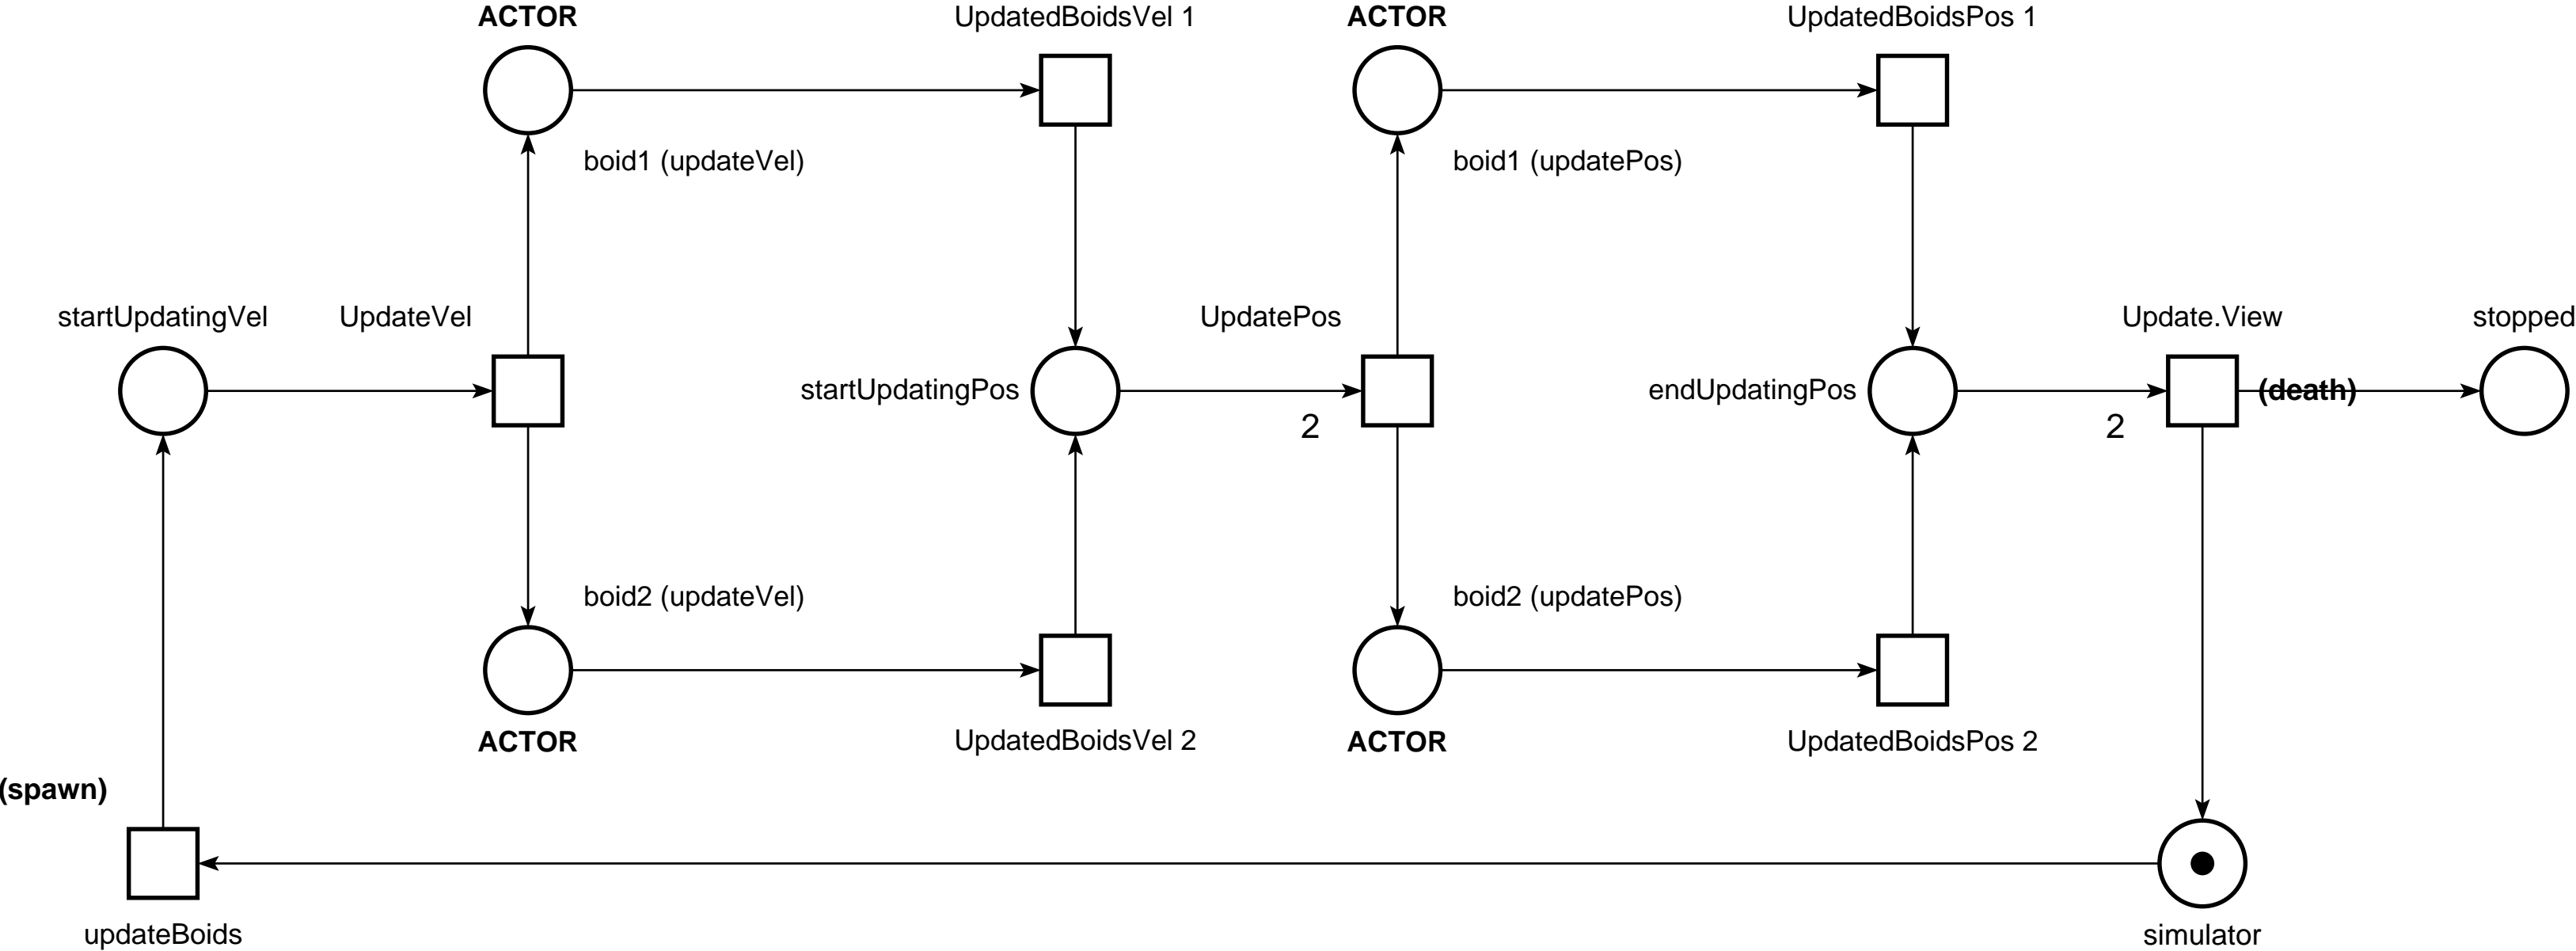 ACTOR
UpdatedBoidsVel 1
ACTOR
UpdatedBoidsPos 1
boid1 (updateVel)
boid1 (updatePos)
startUpdatingVel
UpdateVel
UpdatePos
Update.View
stopped
startUpdatingPos
endUpdatingPos
(death)
2
2
boid2 (updateVel)
boid2 (updatePos)
ACTOR
UpdatedBoidsVel 2
ACTOR
UpdatedBoidsPos 2
(spawn)
updateBoids
simulator